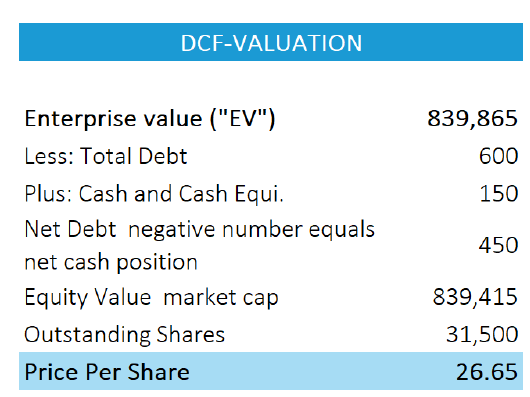 DCF-VALUATION
Enterprise value ("EV") 839,865
Less: Total Debt 600
Plus: Cash and Cash Equi. 150
Net Debt negative number equals
net cash position 450
Equity Value market cap 839,415
Outstanding Shares 31,500
Price Per Share 26.65